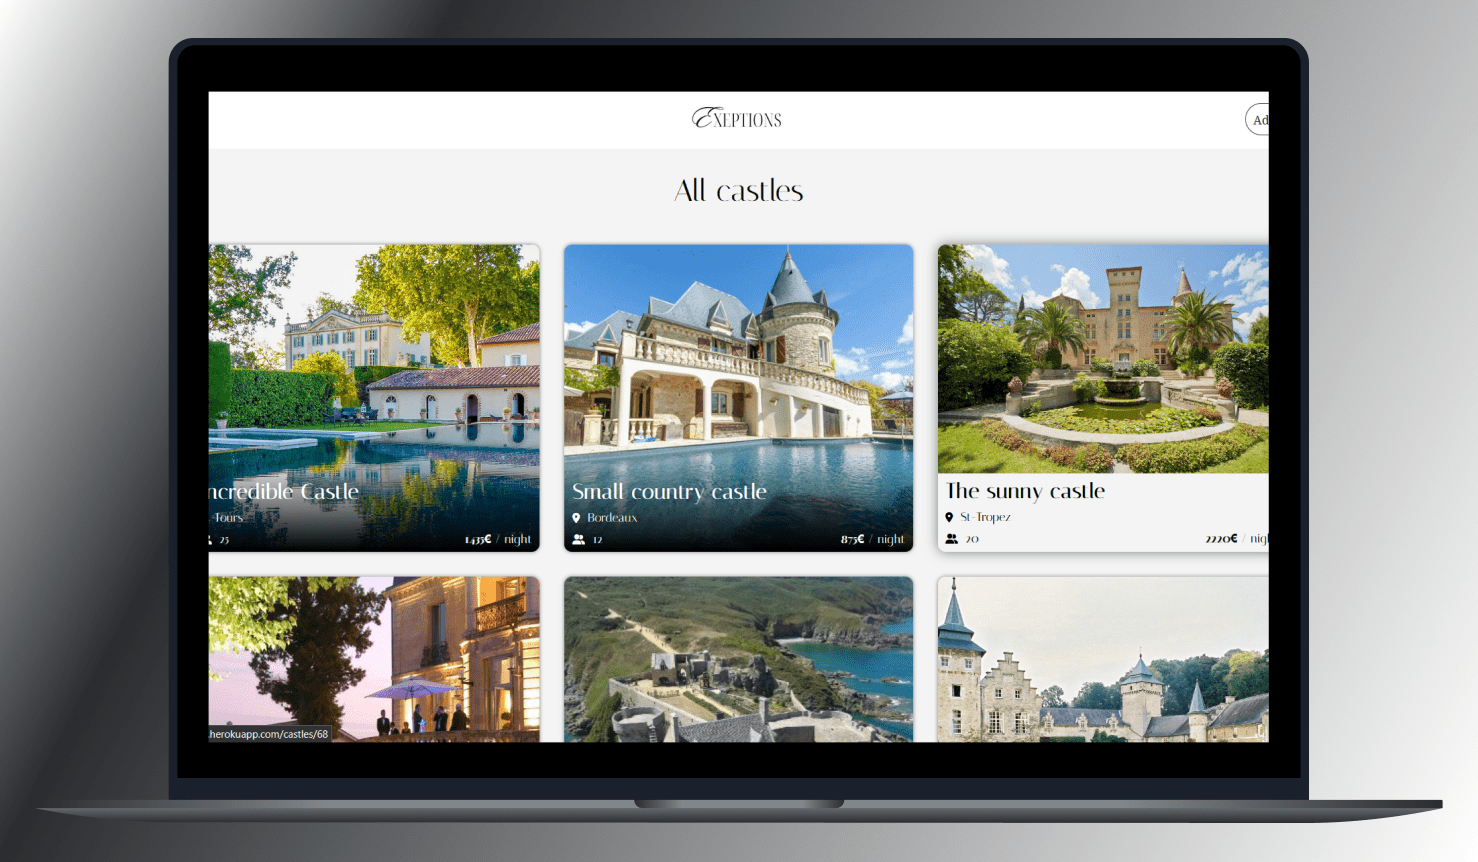 EXEPTIONS
Ad
All castles
ncredible Castle
Tours
25
1435€ / night
Small country castle
Bordeaux
12
875€ / night
The sunny castle
St-Tropez
20
2220€ / nigh
.herokuapp.com/castles/68